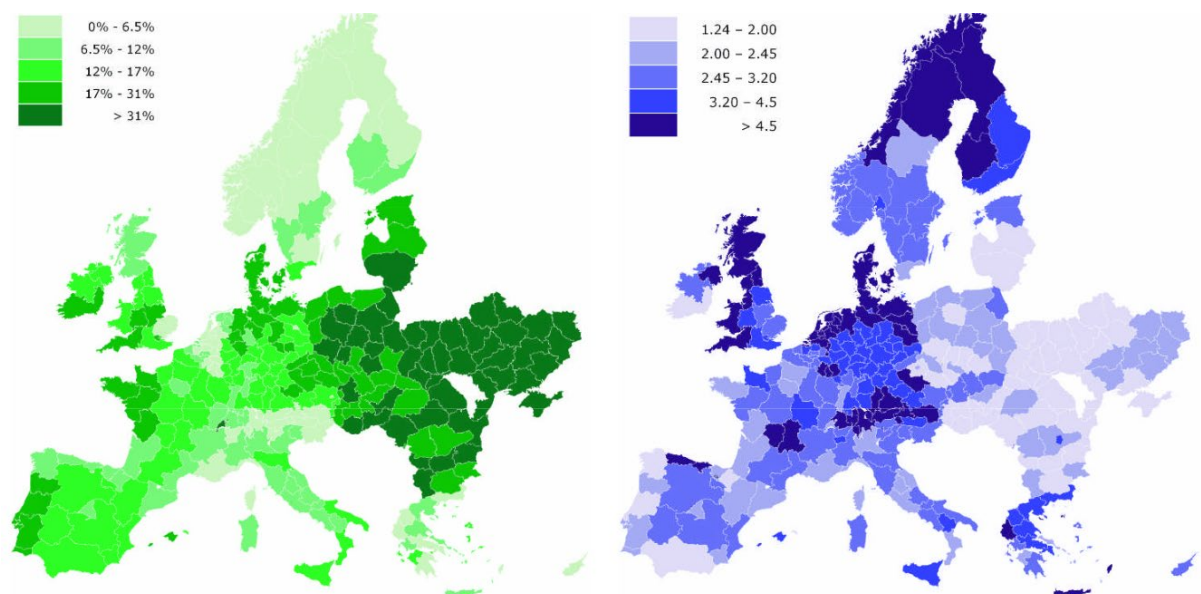 0% - 6.5%
6.5% - 12%
12% - 17%
17% - 31%
> 31%
1.24 – 2.00
2.00 – 2.45
2.45 – 3.20
3.20 – 4.5
> 4.5